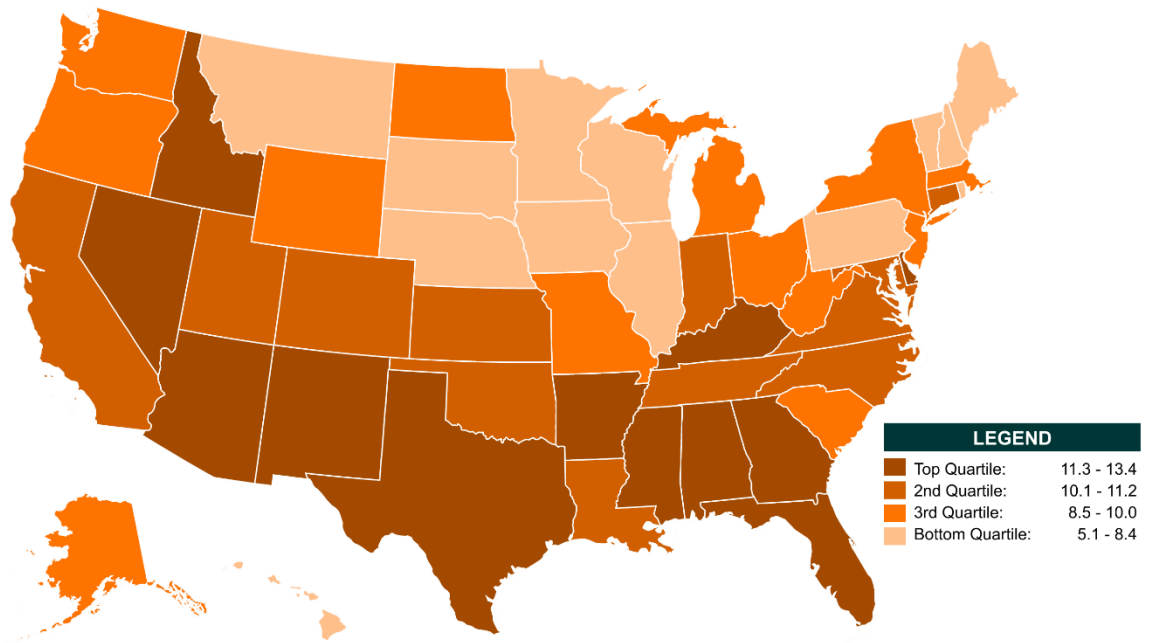 LEGEND
Top Quartile: 11.3 - 13.4
2nd Quartile: 10.1 - 11.2
3rd Quartile: 8.5 - 10.0
Bottom Quartile: 5.1 - 8.4